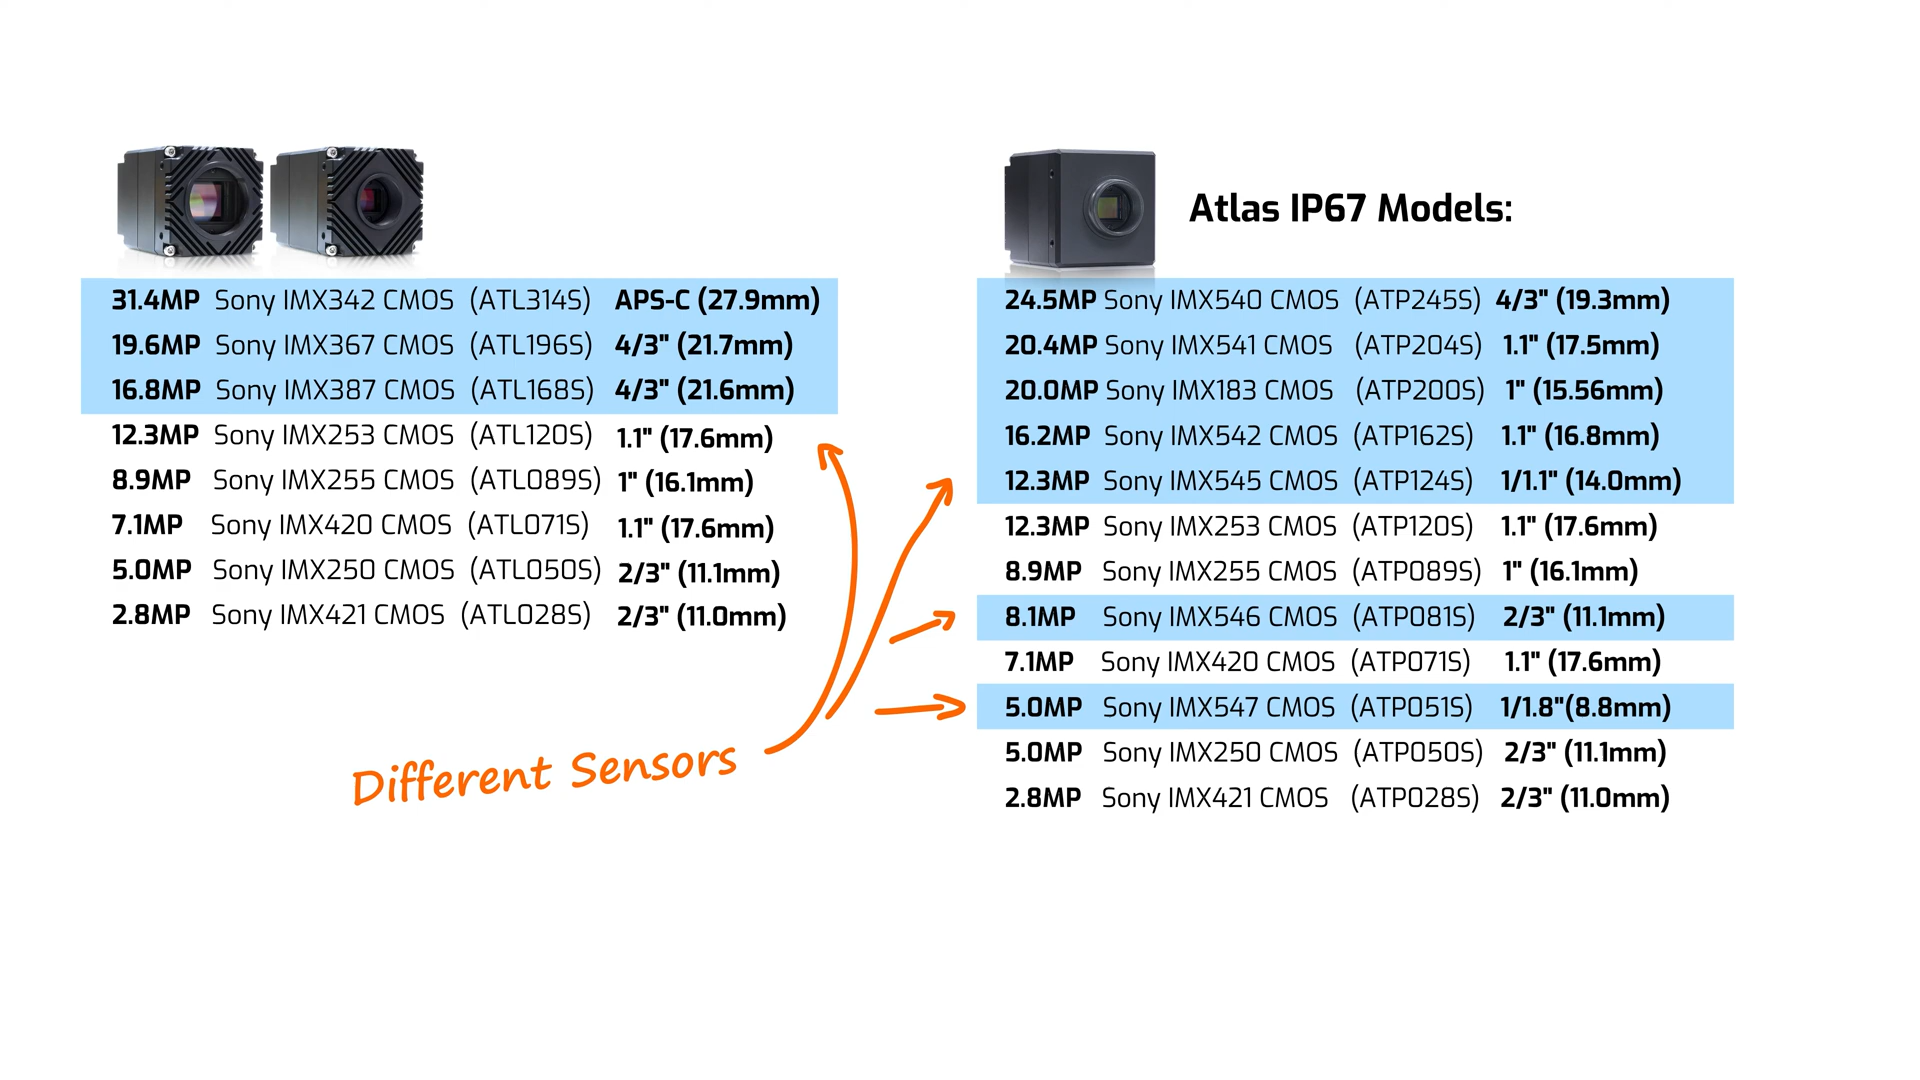 31.4MP Sony IMX342 CMOS (ATL314S) APS-C (27.9mm)
19.6MP Sony IMX367 CMOS (ATL196S) 4/3" (21.7mm)
16.8MP Sony IMX387 CMOS (ATL168S) 4/3" (21.6mm)
12.3MP Sony IMX253 CMOS (ATL120S) 1.1" (17.6mm)
8.9MP Sony IMX255 CMOS (ATL089S) 1" (16.1mm)
7.1MP Sony IMX420 CMOS (ATL071S) 1.1" (17.6mm)
5.0MP Sony IMX250 CMOS (ATL050S) 2/3" (11.1mm)
2.8MP Sony IMX421 CMOS (ATL028S) 2/3" (11.0mm)
Different Sensors
Atlas IP67 Models:
24.5MP Sony IMX540 CMOS (ATP245S) 4/3" (19.3mm)
20.4MP Sony IMX541 CMOS (ATP204S) 1.1" (17.5mm)
20.0MP Sony IMX183 CMOS (ATP200S) 1" (15.56mm)
16.2MP Sony IMX542 CMOS (ATP162S) 1.1" (16.8mm)
12.3MP Sony IMX545 CMOS (ATP124S) 1/1.1" (14.0mm)
12.3MP Sony IMX253 CMOS (ATP120S) 1.1" (17.6mm)
8.9MP Sony IMX255 CMOS (ATP089S) 1" (16.1mm)
8.1MP Sony IMX546 CMOS (ATP081S) 2/3" (11.1mm)
7.1MP Sony IMX420 CMOS (ATP071S) 1.1" (17.6mm)
5.0MP Sony IMX547 CMOS (ATP051S) 1/1.8"(8.8mm)
5.0MP Sony IMX250 CMOS (ATP050S) 2/3" (11.1mm)
2.8MP Sony IMX421 CMOS (ATP028S) 2/3" (11.0mm)